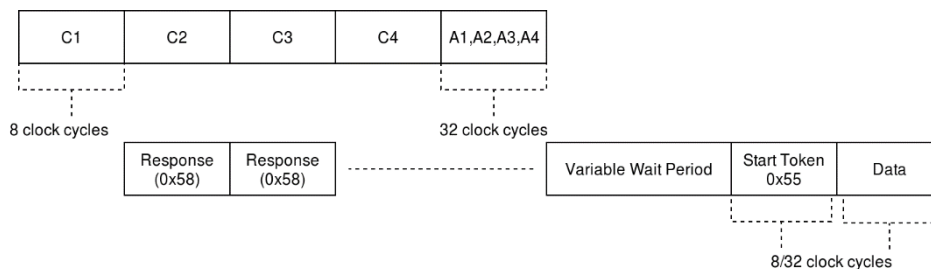 C1
C2
C3
C4
A1,A2,A3,A4
8 clock cycles
32 clock cycles
Response
(0x58)
Response
(0x58)
Variable Wait Period
Start Token
0x55
Data
8/32 clock cycles